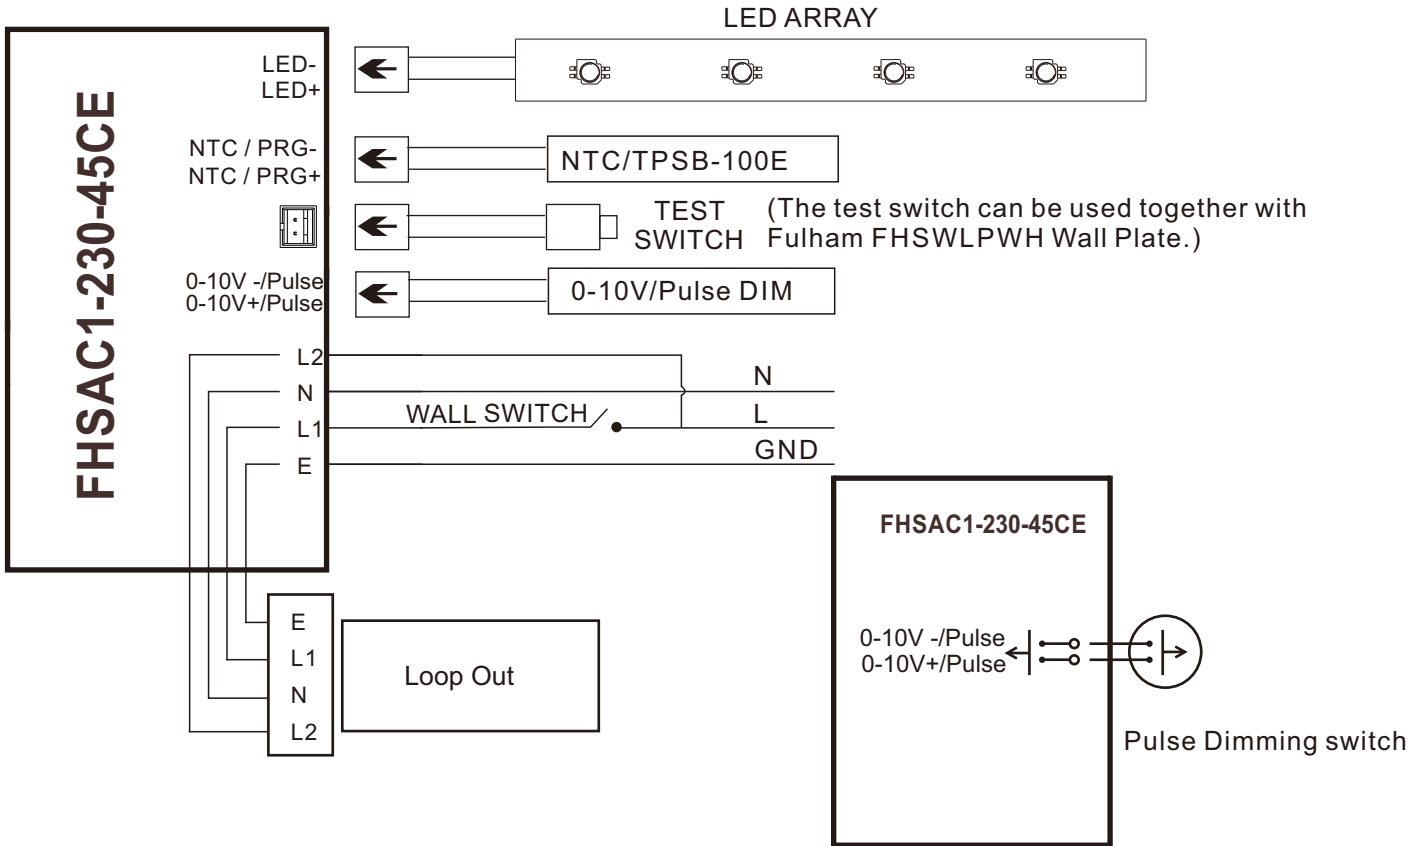 LED ARRAY
LED-
LED+
FHSAC1-230-45CE
NTC / PRG-
NTC / PRG+
NTC/TPSB-100E
TEST
SWITCH
(The test switch can be used together with
Fulham FHSWLPWH Wall Plate.)
0-10V -/Pulse
0-10V+/Pulse
0-10V/Pulse DIM
L2
N
L1
E
WALL SWITCH
N
L
GND
E
L1
N
L2
Loop Out
FHSAC1-230-45CE
0-10V -/Pulse
0-10V+/Pulse
Pulse Dimming switch